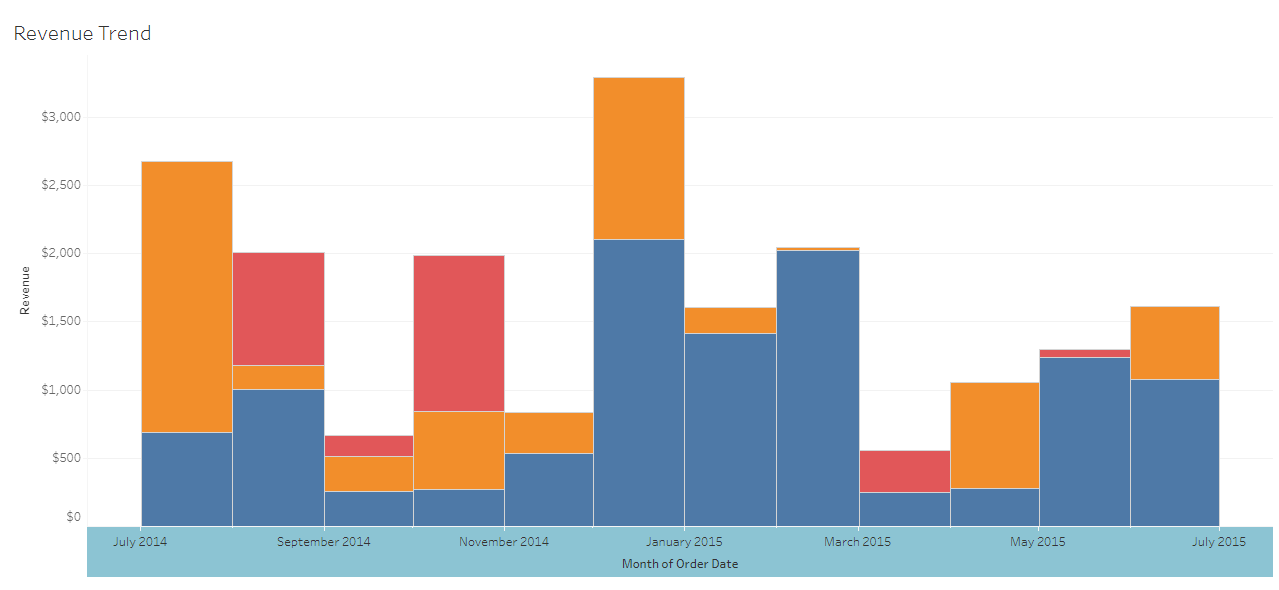 Revenue Trend
$3,000
$2,500
$2,000
$1,500
$1,000
$500
$0
Revenue
July 2014 September 2014 November 2014 January 2015 March 2015 May 2015 July 2015
Month of Order Date